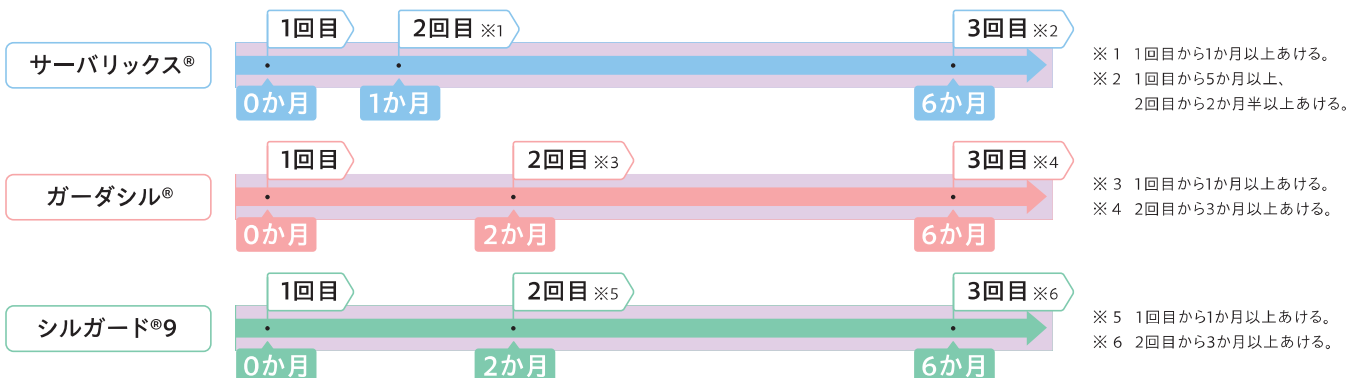 1回目 2回目 ※1 3回目 ※2
サーバリックス®
0か月 1か月 6か月
※1 1回目から1か月以上あける。
※2 1回目から5か月以上、
2回目から2か月半以上あける。
1回目 2回目 ※3 3回目 ※4
ガーダシル®
0か月 2か月 6か月
※3 1回目から1か月以上あける。
※4 2回目から3か月以上あける。
1回目 2回目 ※5 3回目 ※6
シルガード®9
0か月 2か月 6か月
※5 1回目から1か月以上あける。
※6 2回目から3か月以上あける。